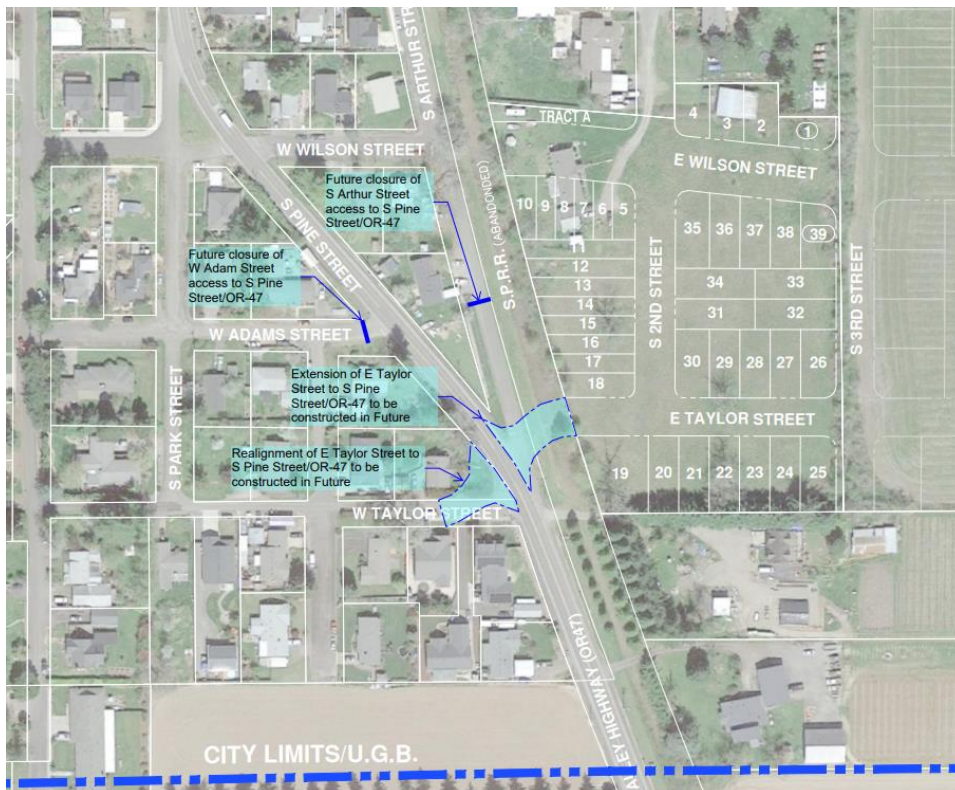 S ARTHUR STR
W WILSON STREET
TRACT A
4
3
2
1
E WILSON STREET
Future closure of
S Arthur Street
access to S Pine
Street/OR-47
S.P.R.R. (ABANDONDED)
10
9
8
7
6
5
S PINE STREET
35
36
37
38
39
Future closure of
W Adam Street
access to S Pine
Street/OR-47
12
13
14
15
16
17
18
S 2ND STREET
34
33
31
32
S 3RD STREET
W ADAMS STREET
30
29
28
27
26
Extension of E Taylor
Street to S Pine
Street/OR-47 to be
constructed in Future
E TAYLOR STREET
S PARK STREET
Realignment of E Taylor Street to
S Pine Street/OR-47 to be
constructed in Future
19
20
21
22
23
24
25
W TAYLOR STREET
LEY HIGHWAY (OR47)
CITY LIMITS/U.G.B.